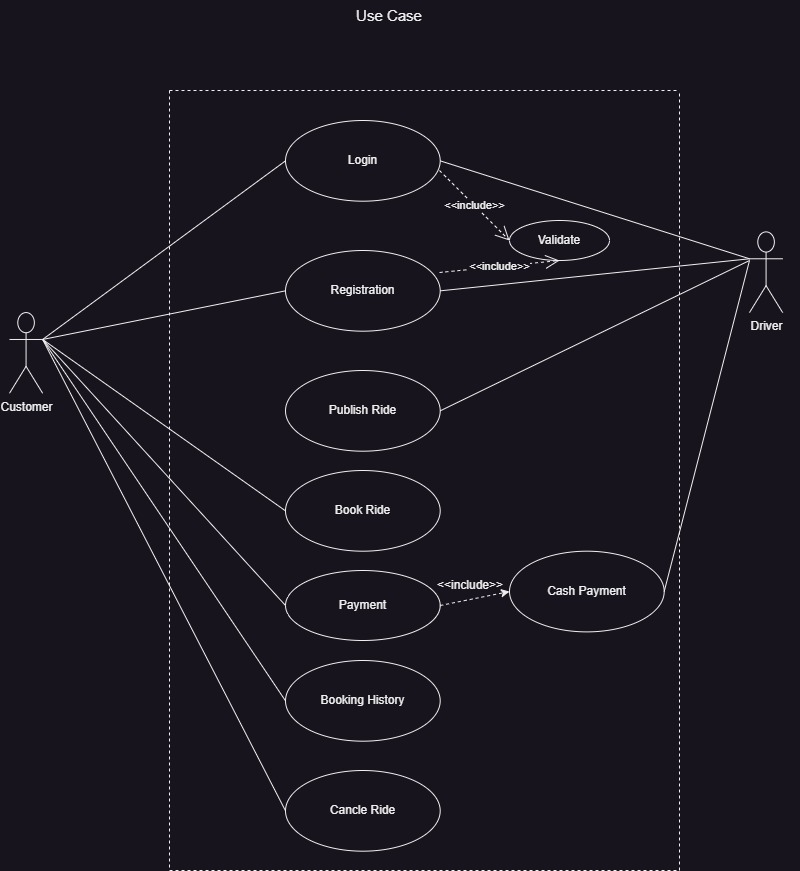 Use Case
Login
<<include>>
Validate
<<include>>
Registration
Driver
Customer
Publish Ride
Book Ride
<<include>>
Cash Payment
Payment
Booking History
Cancle Ride